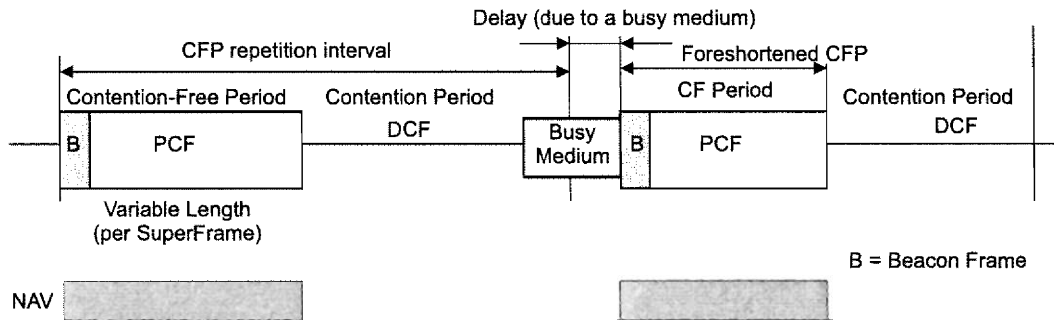 Delay (due to a busy medium)
CFP repetition interval
Foreshortened CFP
Contention-Free Period
Contention Period
CF Period
Contention Period
B
PCF
DCF
Busy
Medium
B
PCF
DCF
Variable Length
(per SuperFrame)
B = Beacon Frame
NAV